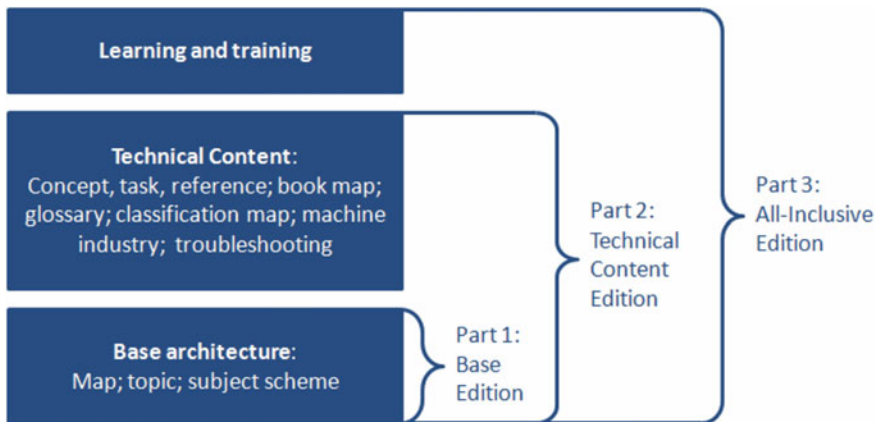 Learning and training
Technical Content:
Concept, task, reference; book map;
glossary; classification map; machine
industry; troubleshooting
Base architecture:
Map; topic; subject scheme
Part 1:
Base
Edition
Part 2:
Technical
Content
Edition
Part 3:
All-Inclusive
Edition